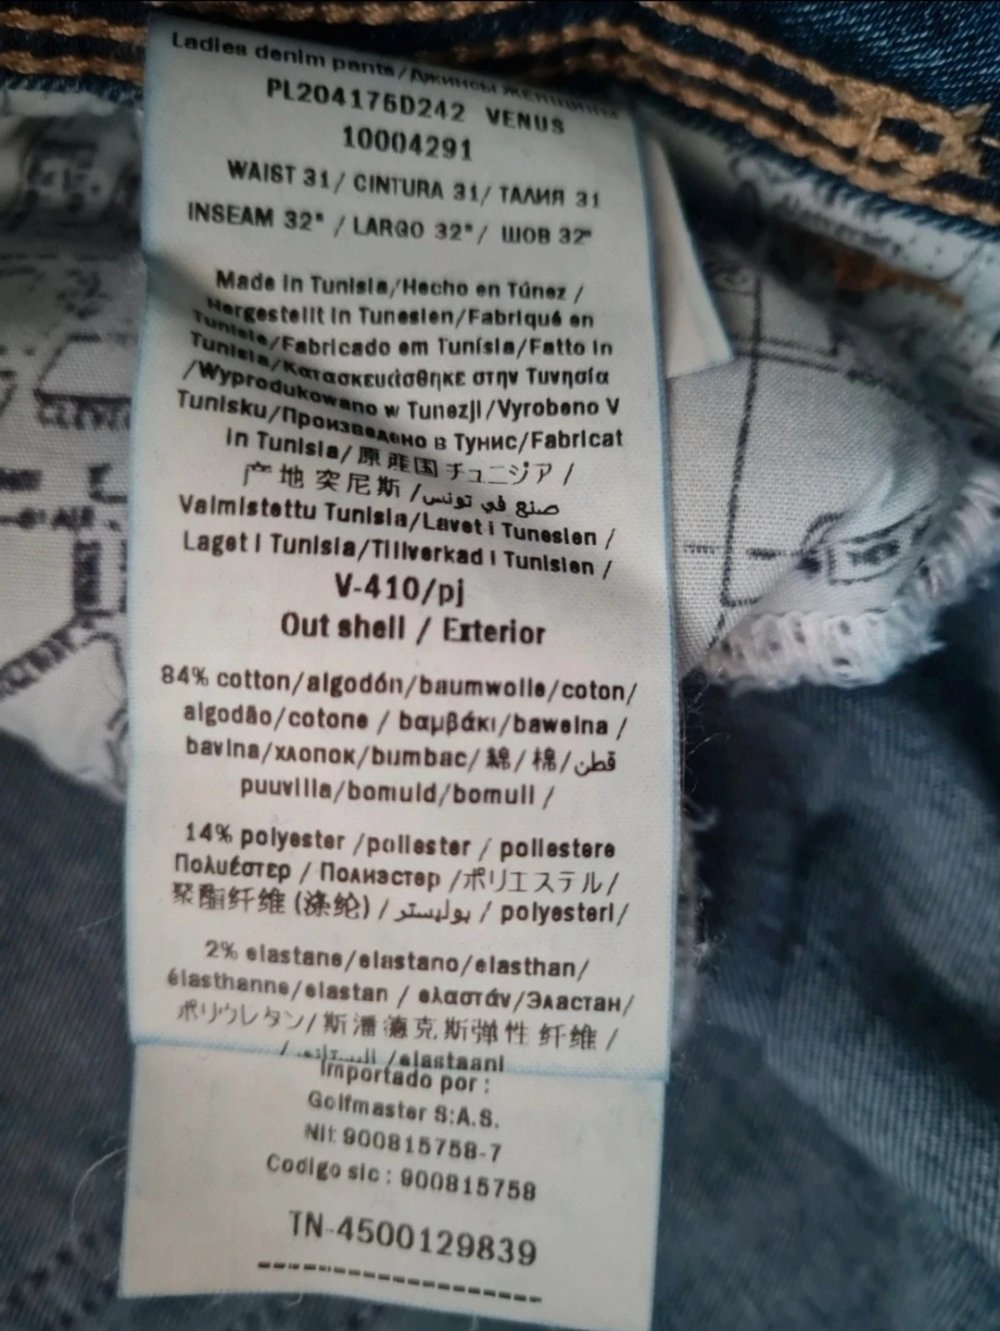 Ladies denim pants/Джинсы женщины
PL204176D242 VENUS
10004291
WAIST 31/ CINTURA 31/ ТАЛИЯ 31
INSEAM 32" / LARGO 32"/ ШОВ 32"
Made in Tunisia/Hecho en Túnez /
Hergestellt in Tunesien/Fabriqué en
Tunisie/Fabricado em Tunísia/Fatto in
Tunisia/Κατασκευάσθηκε στην Τυνησία
/Wyprodukowano w Tunezji/Vyrobeno V
Tunisku/Произведено в Тунис/Fabricat
in Tunisia/原産国チュニジア/
产地 突尼斯/صنع في تونس
Valmistettu Tunisia/Lavet i Tunesien /
Laget i Tunisia/Tillverkad i Tunisien /
V-410/pj
Out shell / Exterior
84% cotton/algodón/baumwolle/coton/
algodão/cotone / βαμβάκι/bawelna /
bavlna/хлопок/bumbac/ 綿/ 棉/قطن
puuvilla/bomuld/bomull /
14% polyester /poliester / poliestere
Πολυέστερ / Полиэстер /ポリエステル/
聚酯纤维 (涤纶) / بوليستر / polyesteri/
2% elastane/elastano/elasthan/
élasthanne/elastan / ελαστάν/Эластан/
ポリウレタン/斯潘德克斯弹性 纤维 /
/elastaani
Importado por :
Golfmaster S:A.S.
Nit: 900815758-7
Codigo sic : 900815758
TN-4500129839